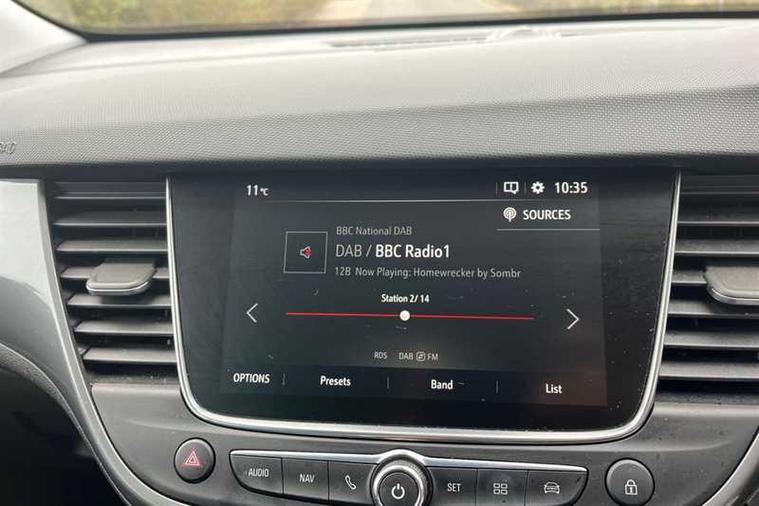 11°C 10:35
SOURCES
BBC National DAB
DAB / BBC Radio1
12B Now Playing: Homewrecker by Sombr
Station 2/ 14
RDS DAB FM
OPTIONS Presets Band List
AUDIO NAV SET